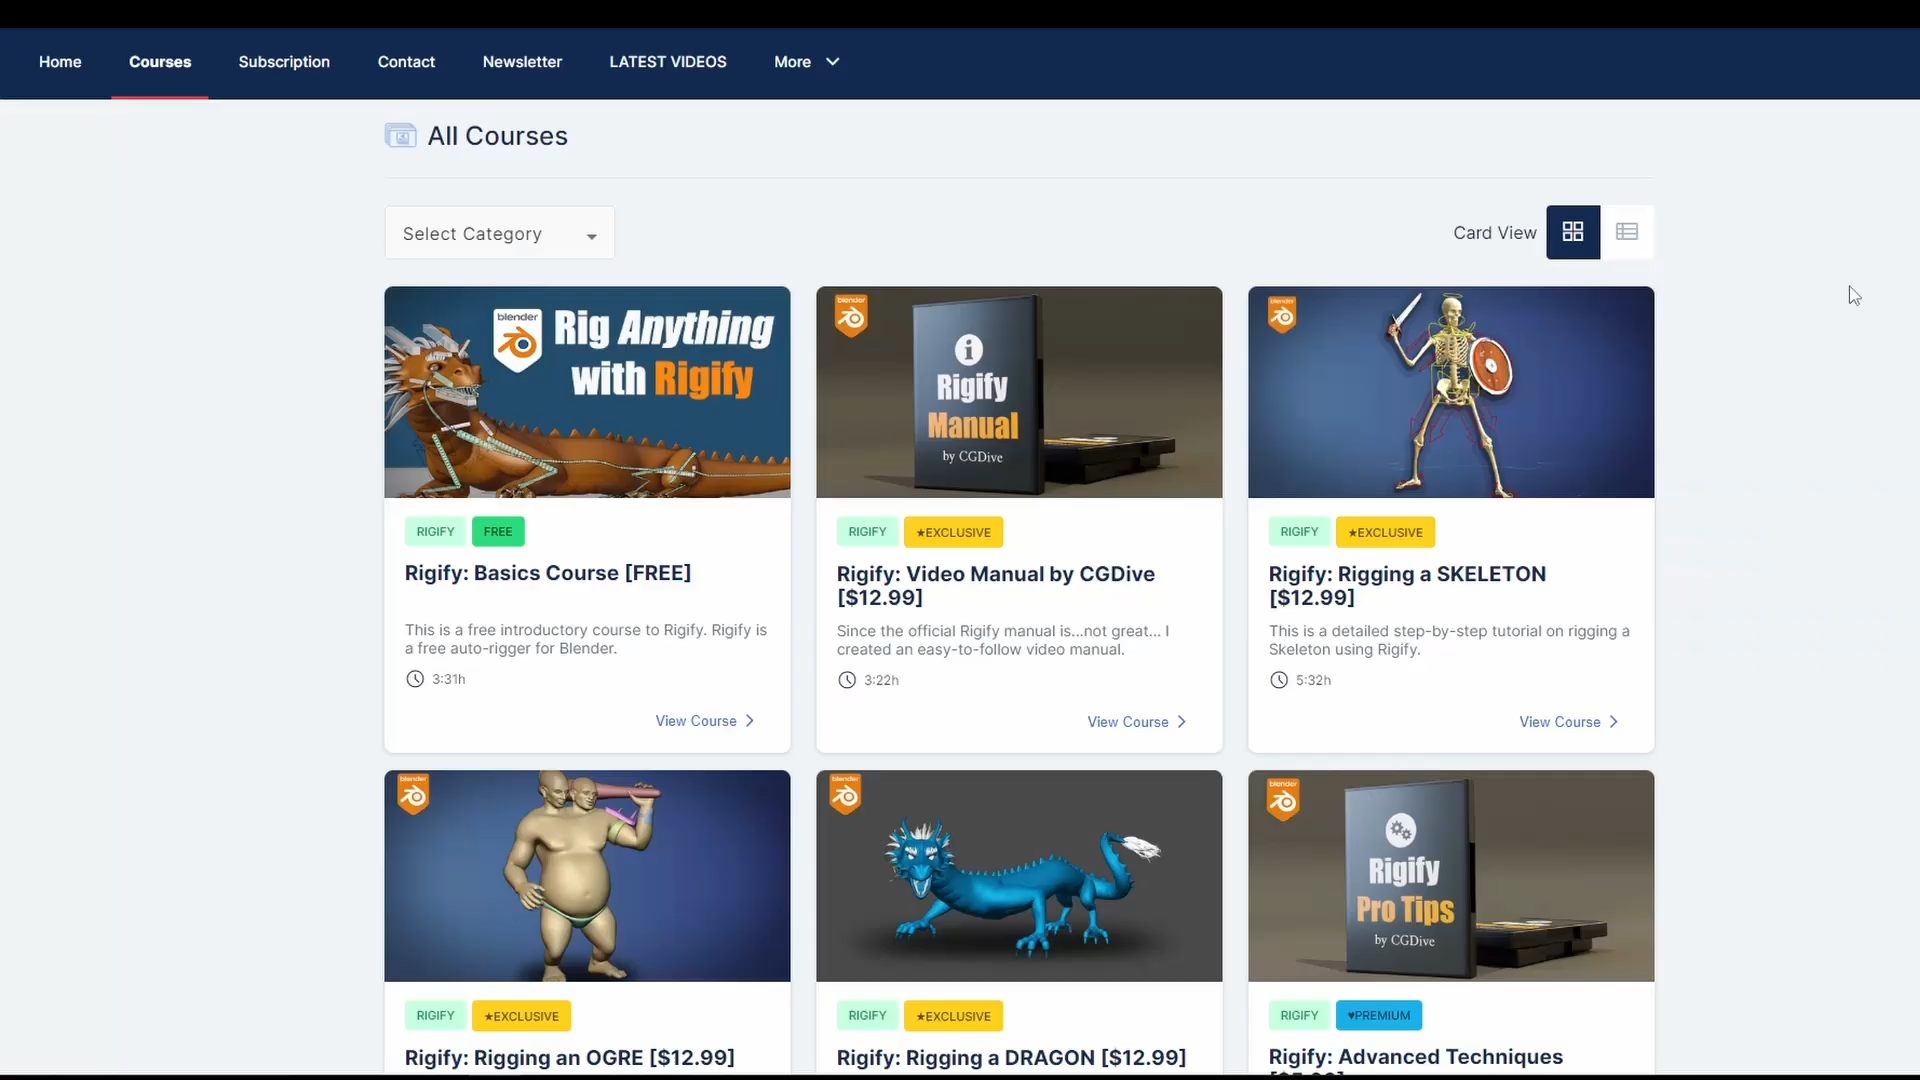 Home Courses Subscription Contact Newsletter LATEST VIDEOS More
All Courses
Select Category
Card View
blender
Rig Anything
with Rigify
blender
i
Rigify
Manual
by CGDive
blender
RIGIFY FREE
Rigify: Basics Course [FREE]
This is a free introductory course to Rigify. Rigify is
a free auto-rigger for Blender.
3:31h
View Course
RIGIFY ★EXCLUSIVE
Rigify: Video Manual by CGDive
[$12.99]
Since the official Rigify manual is...not great... I
created an easy-to-follow video manual.
3:22h
View Course
RIGIFY ★EXCLUSIVE
Rigify: Rigging a SKELETON
[$12.99]
This is a detailed step-by-step tutorial on rigging a
Skeleton using Rigify.
5:32h
View Course
blender
blender
blender
Rigify
Pro Tips
by CGDive
RIGIFY ★EXCLUSIVE
Rigify: Rigging an OGRE [$12.99]
RIGIFY ★EXCLUSIVE
Rigify: Rigging a DRAGON [$12.99]
RIGIFY ♥PREMIUM
Rigify: Advanced Techniques